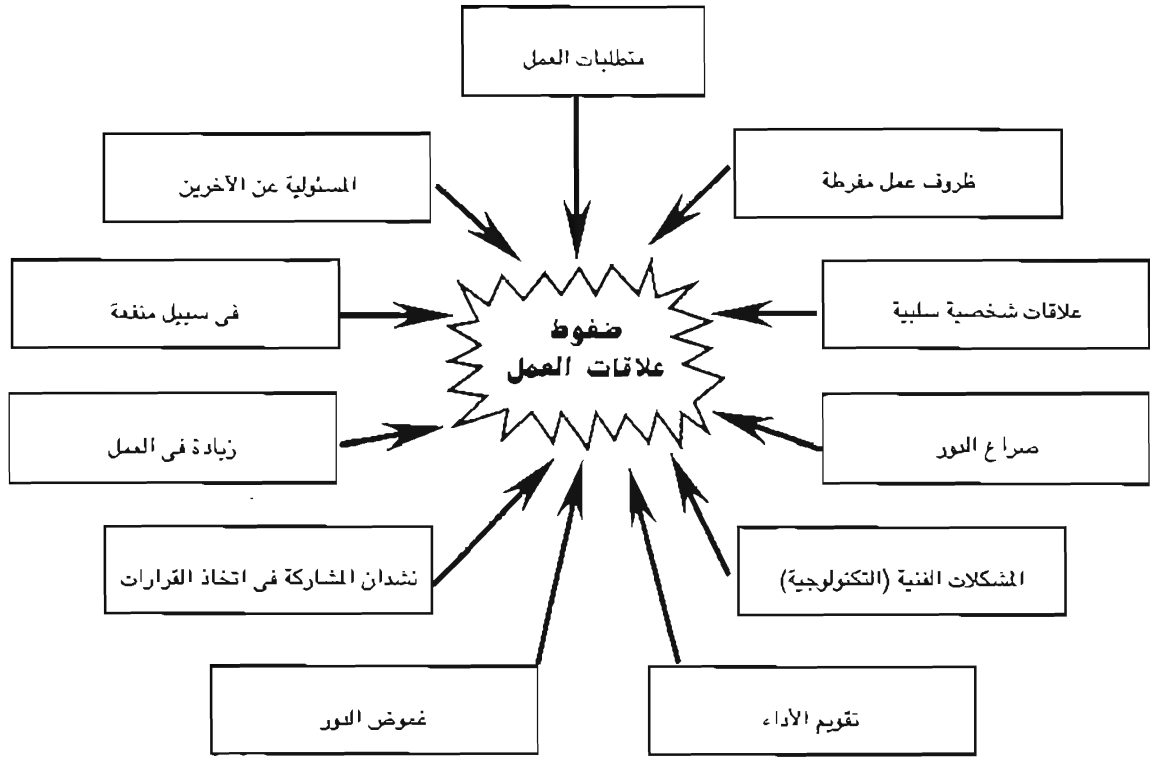 متطلبات العمل
المسئولية عن الآخرين
ظروف عمل مفرطة
فى سبيل منفعة
علاقات شخصية سلبية
ضغوط
علاقات العمل
زيادة فى العمل
صراع الدور
نشدان المشاركة فى اتخاذ القرارات
المشكلات الفنية (التكنولوجية)
غموض الدور
تقويم الأداء